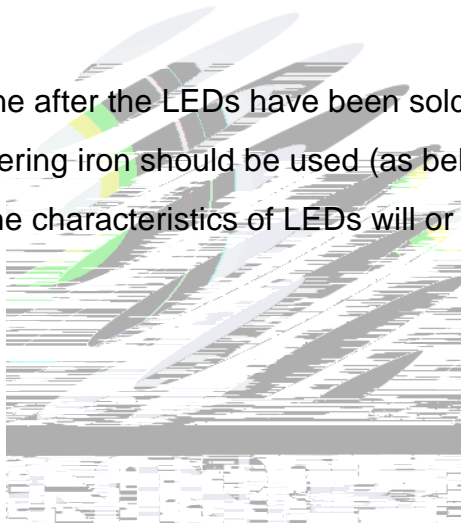 ne after the LEDs have been sold
ering iron should be used (as bel
he characteristics of LEDs will or